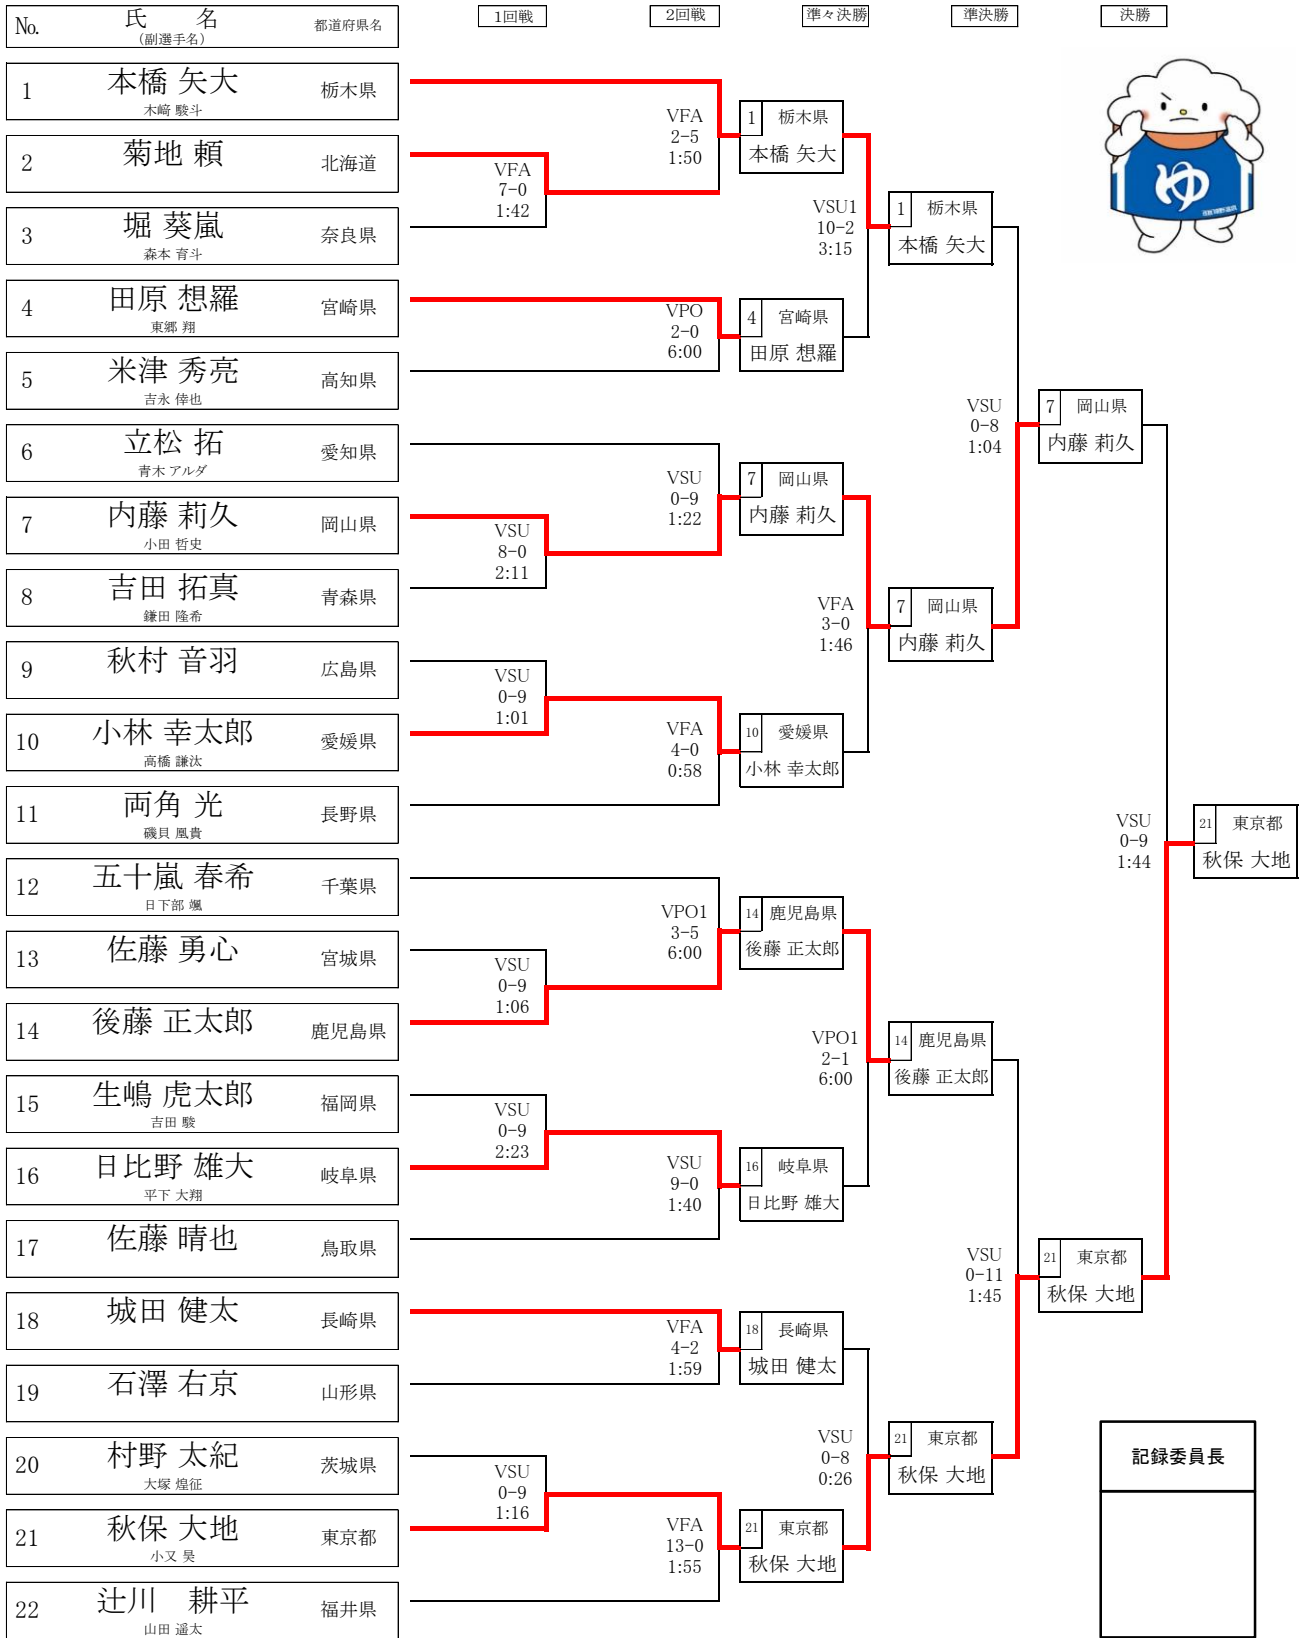 No. 氏 名 都道府県名 1回戦 2回戦 準々決勝 準決勝 決勝
(副選手名)
1 本橋 矢大 栃木県
木﨑 駿斗
2 菊地 頼 北海道
3 堀 葵嵐 奈良県
森本 育斗
4 田原 想羅 宮崎県
東郷 翔
5 米津 秀亮 高知県
吉永 倖也
6 立松 拓 愛知県
青木 アルダ
7 内藤 莉久 岡山県
小田 哲史
8 吉田 拓真 青森県
鎌田 隆希
9 秋村 音羽 広島県
10 小林 幸太郎 愛媛県
高橋 謙汰
11 両角 光 長野県
磯貝 風貴
12 五十嵐 春希 千葉県
日下部 颯
13 佐藤 勇心 宮城県
14 後藤 正太郎 鹿児島県
15 生嶋 虎太郎 福岡県
吉田 駿
16 日比野 雄大 岐阜県
平下 大翔
17 佐藤 晴也 鳥取県
18 城田 健太 長崎県
19 石澤 右京 山形県
20 村野 太紀 茨城県
大塚 煌征
21 秋保 大地 東京都
小又 昊
22 辻川 耕平 福井県
山田 遥太
VFA
7-0
1:42
VSU
8-0
2:11
VSU
0-9
1:01
VSU
0-9
1:06
VSU
0-9
2:23
VSU
0-9
1:16
VFA
2-5
1:50
VPO
2-0
6:00
VSU
0-9
1:22
VFA
4-0
0:58
VPO1
3-5
6:00
VSU
9-0
1:40
VFA
4-2
1:59
VFA
13-0
1:55
1 栃木県
本橋 矢大
4 宮崎県
田原 想羅
7 岡山県
内藤 莉久
10 愛媛県
小林 幸太郎
14 鹿児島県
後藤 正太郎
16 岐阜県
日比野 雄大
18 長崎県
城田 健太
21 東京都
秋保 大地
VSU1
10-2
3:15
VFA
3-0
1:46
VPO1
2-1
6:00
VSU
0-8
0:26
1 栃木県
本橋 矢大
7 岡山県
内藤 莉久
14 鹿児島県
後藤 正太郎
21 東京都
秋保 大地
VSU
0-8
1:04
VSU
0-11
1:45
7 岡山県
内藤 莉久
21 東京都
秋保 大地
VSU
0-9
1:44
21 東京都
秋保 大地
ゆ
記録委員長